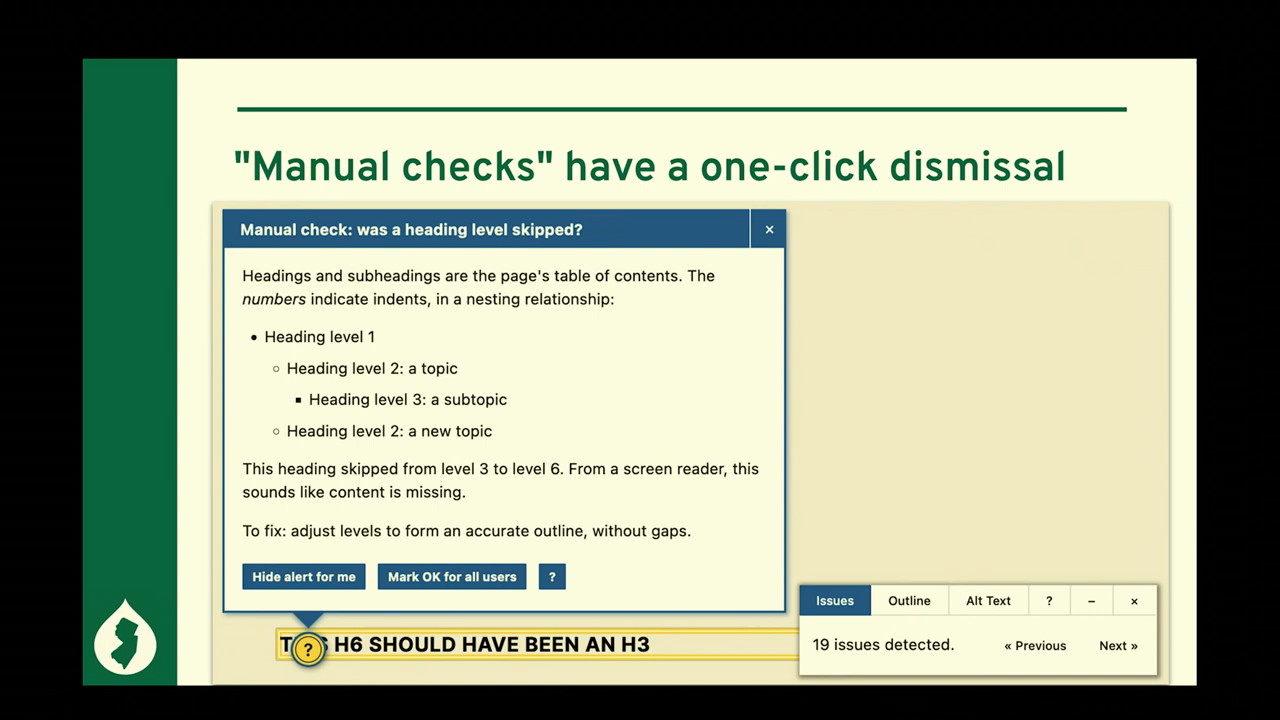 "Manual checks" have a one-click dismissal
Manual check: was a heading level skipped?
×
Headings and subheadings are the page's table of contents. The
numbers indicate indents, in a nesting relationship:
• Heading level 1
○ Heading level 2: a topic
▪ Heading level 3: a subtopic
○ Heading level 2: a new topic
This heading skipped from level 3 to level 6. From a screen reader, this
sounds like content is missing.
To fix: adjust levels to form an accurate outline, without gaps.
Hide alert for me Mark OK for all users ?
? H6 SHOULD HAVE BEEN AN H3
Issues Outline Alt Text ? – ×
19 issues detected. « Previous Next »